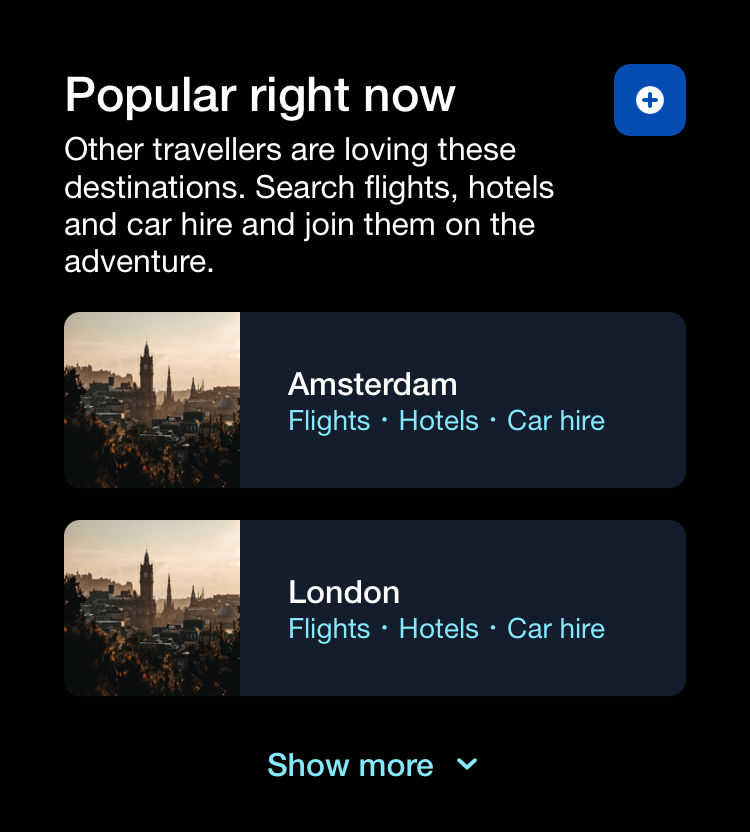 Popular right now
Other travellers are loving these
destinations. Search flights, hotels
and car hire and join them on the
adventure.
Amsterdam
Flights · Hotels · Car hire
London
Flights · Hotels · Car hire
Show more